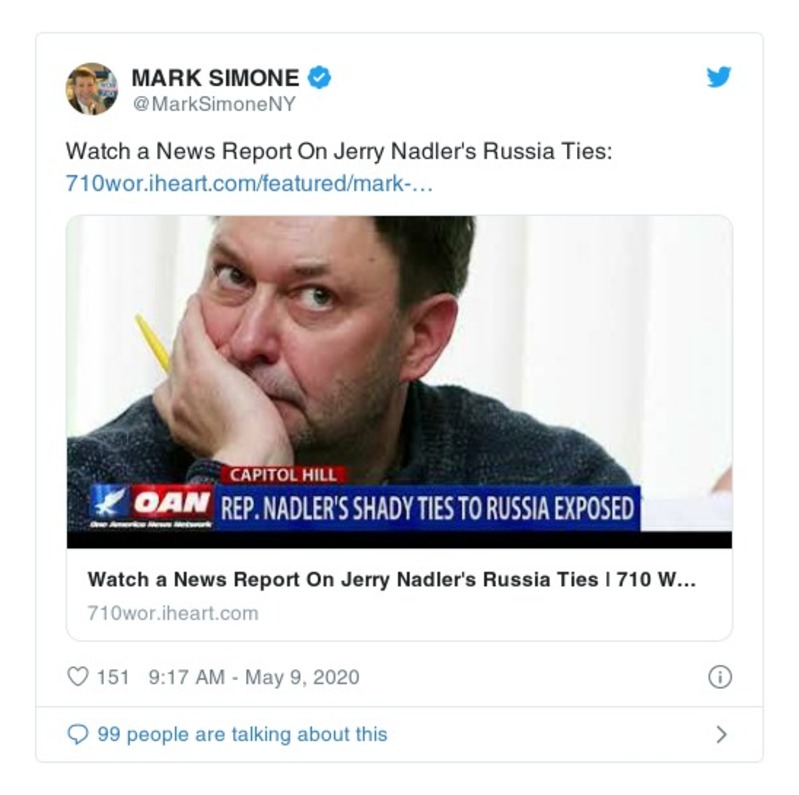 MARK SIMONE
@MarkSimoneNY
Watch a News Report On Jerry Nadler's Russia Ties:
710wor.iheart.com/featured/mark-…
CAPITOL HILL
OAN
One America News Network
REP. NADLER'S SHADY TIES TO RUSSIA EXPOSED
Watch a News Report On Jerry Nadler's Russia Ties | 710 W…
710wor.iheart.com
151 9:17 AM - May 9, 2020
99 people are talking about this